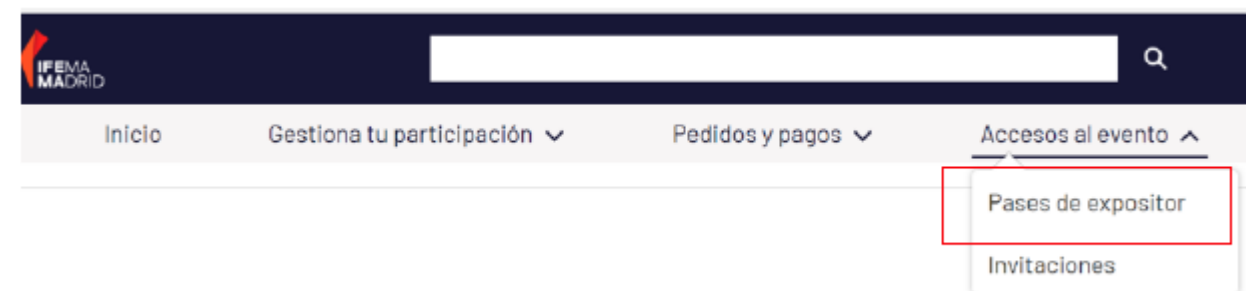 IFEMA
MADRID
Inicio Gestiona tu participación Pedidos y pagos Accesos al evento
Pases de expositor
Invitaciones